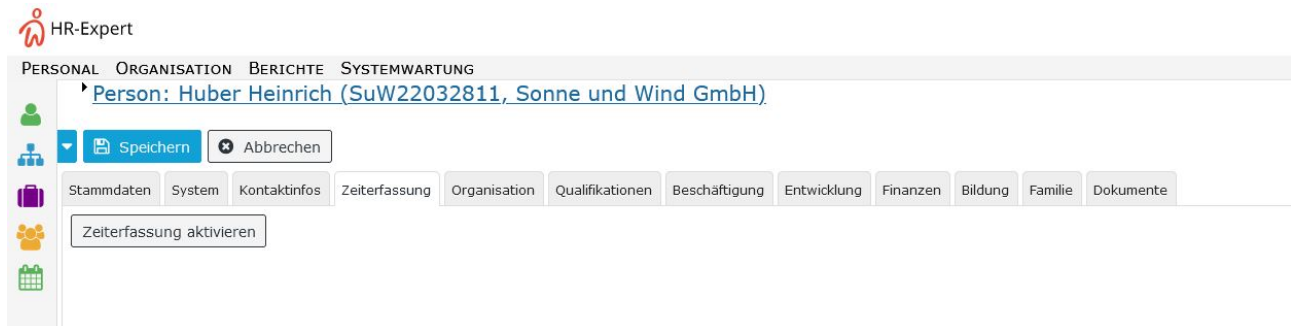 HR-Expert
PERSONAL ORGANISATION BERICHTE SYSTEMWARTUNG
Person: Huber Heinrich (SuW22032811, Sonne und Wind GmbH)
Speichern Abbrechen
Stammdaten System Kontaktinfos Zeiterfassung Organisation Qualifikationen Beschäftigung Entwicklung Finanzen Bildung Familie Dokumente
Zeiterfassung aktivieren